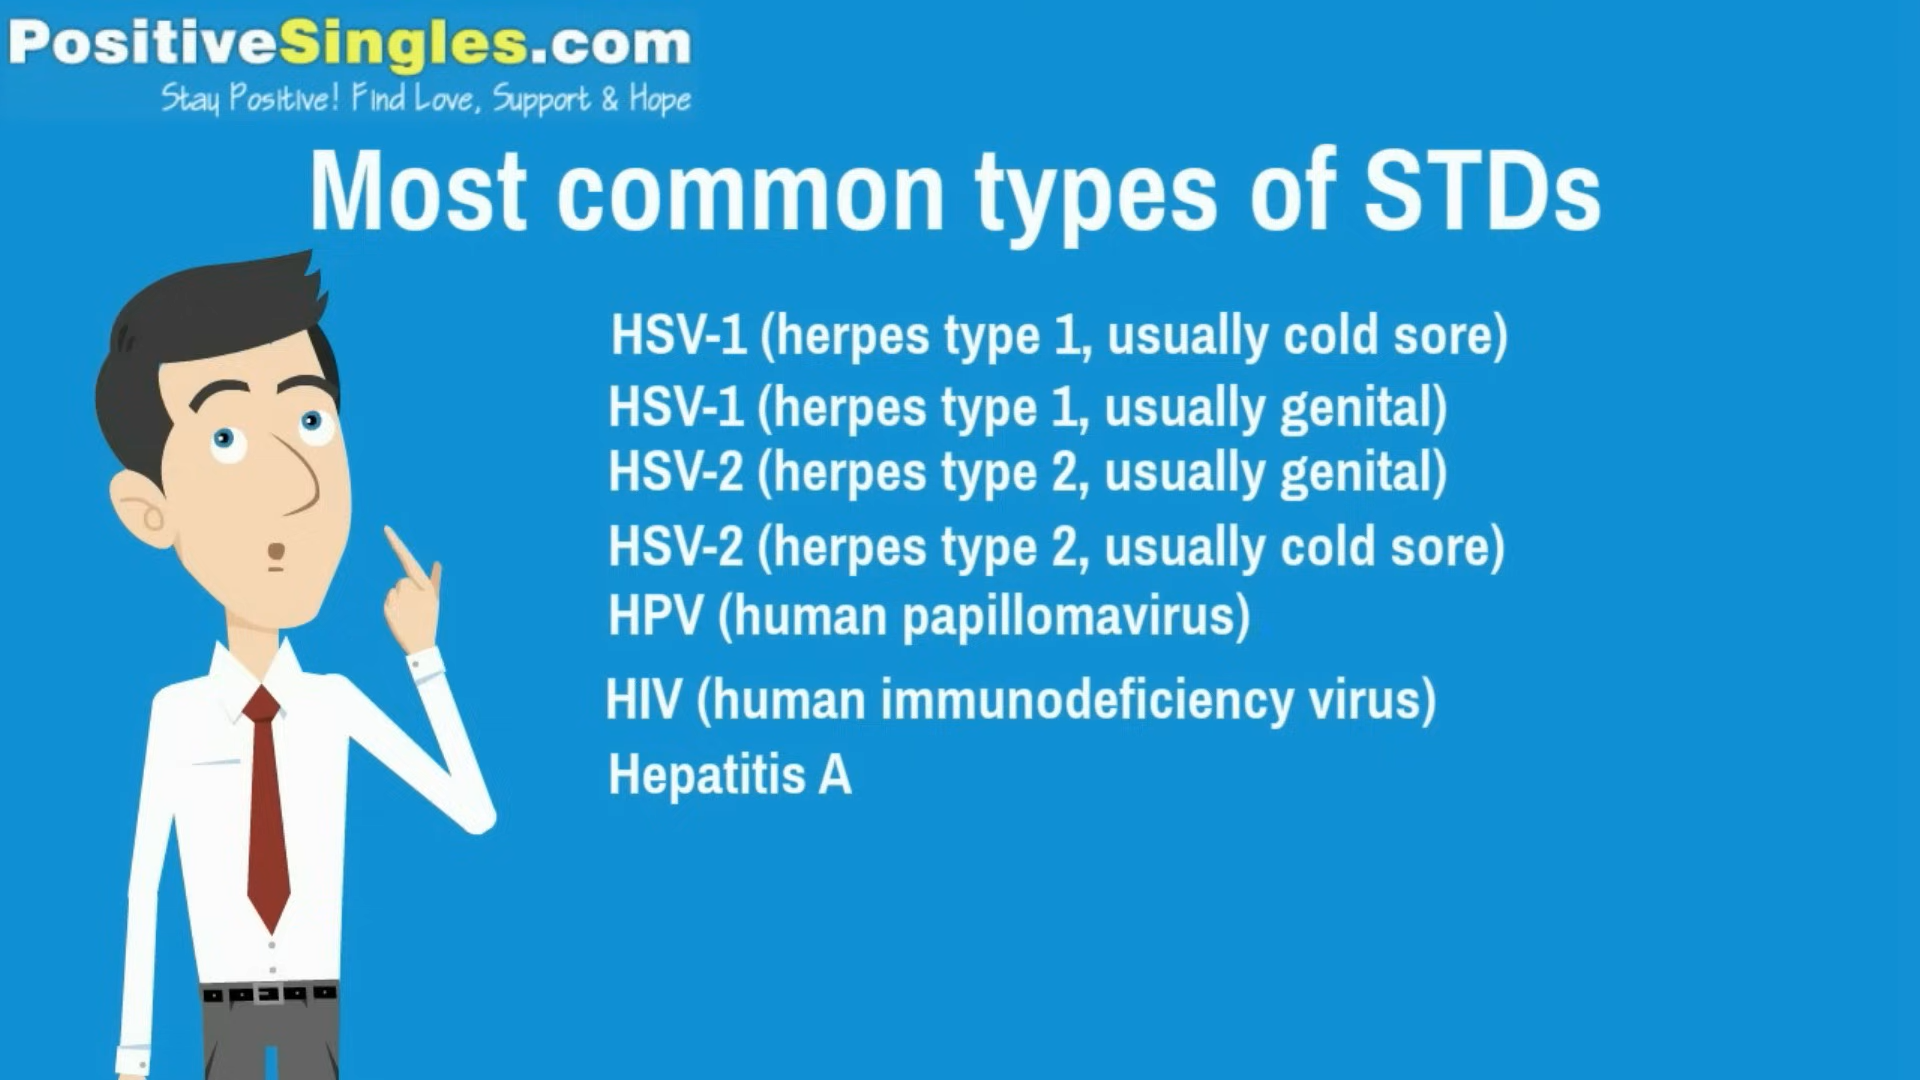 PositiveSingles.com
Stay Positive! Find Love, Support & Hope
Most common types of STDs
HSV-1 (herpes type 1, usually cold sore)
HSV-1 (herpes type 1, usually genital)
HSV-2 (herpes type 2, usually genital)
HSV-2 (herpes type 2, usually cold sore)
HPV (human papillomavirus)
HIV (human immunodeficiency virus)
Hepatitis A